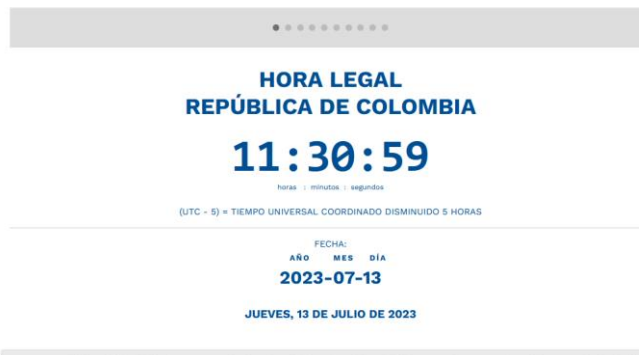 HORA LEGAL
REPÚBLICA DE COLOMBIA
11:30:59
horas : minutos : segundos
(UTC - 5) = TIEMPO UNIVERSAL COORDINADO DISMINUIDO 5 HORAS
FECHA:
AÑO MES DÍA
2023-07-13
JUEVES, 13 DE JULIO DE 2023